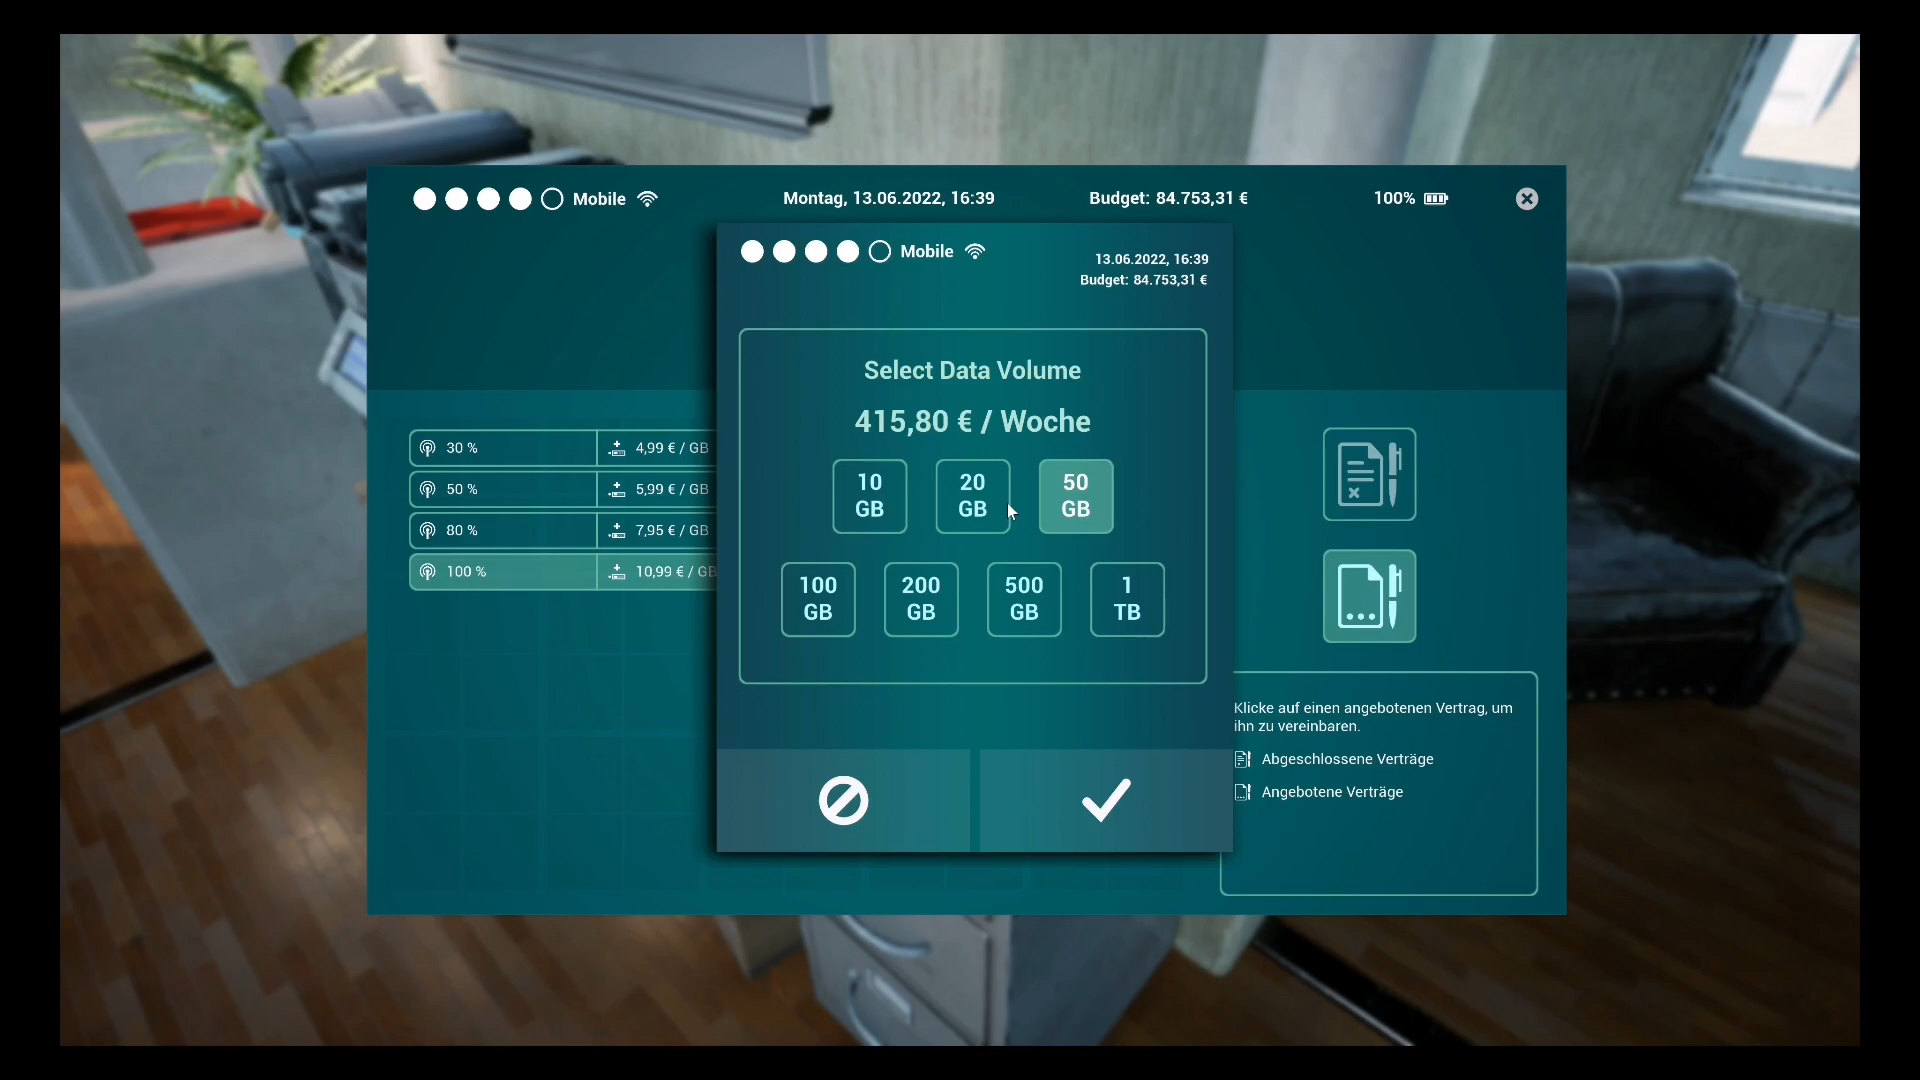 Mobile
Montag, 13.06.2022, 16:39
Budget: 84.753,31 €
100%
Mobile
13.06.2022, 16:39
Budget: 84.753,31 €
Select Data Volume
415,80 € / Woche
10 GB
20 GB
50 GB
100 GB
200 GB
500 GB
1 TB
30 %
4,99 € / GB
50 %
5,99 € / GB
80 %
7,95 € / GB
100 %
10,99 € / GB
Klicke auf einen angebotenen Vertrag, um
ihn zu vereinbaren.
Abgeschlossene Verträge
Angebotene Verträge